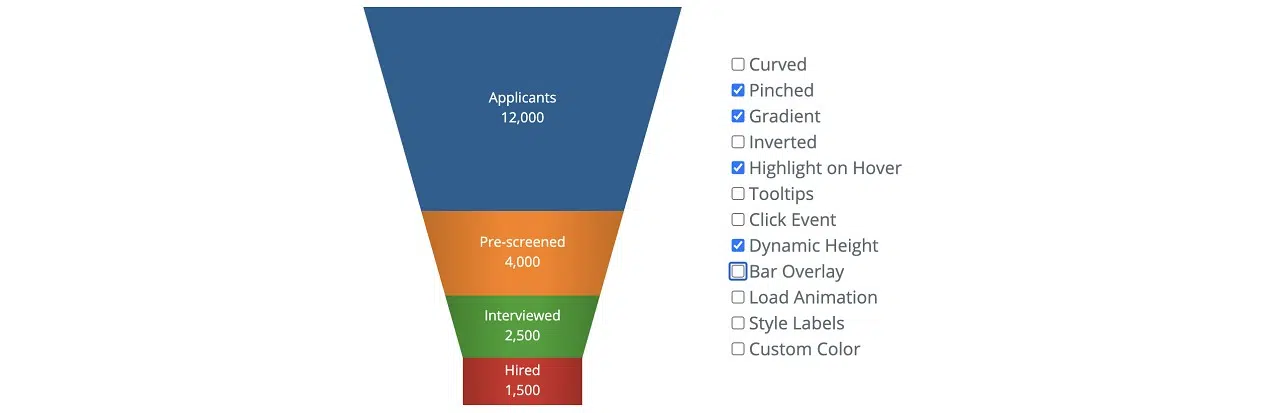 Applicants
12,000
Pre-screened
4,000
Interviewed
2,500
Hired
1,500
Curved
Pinched
Gradient
Inverted
Highlight on Hover
Tooltips
Click Event
Dynamic Height
Bar Overlay
Load Animation
Style Labels
Custom Color